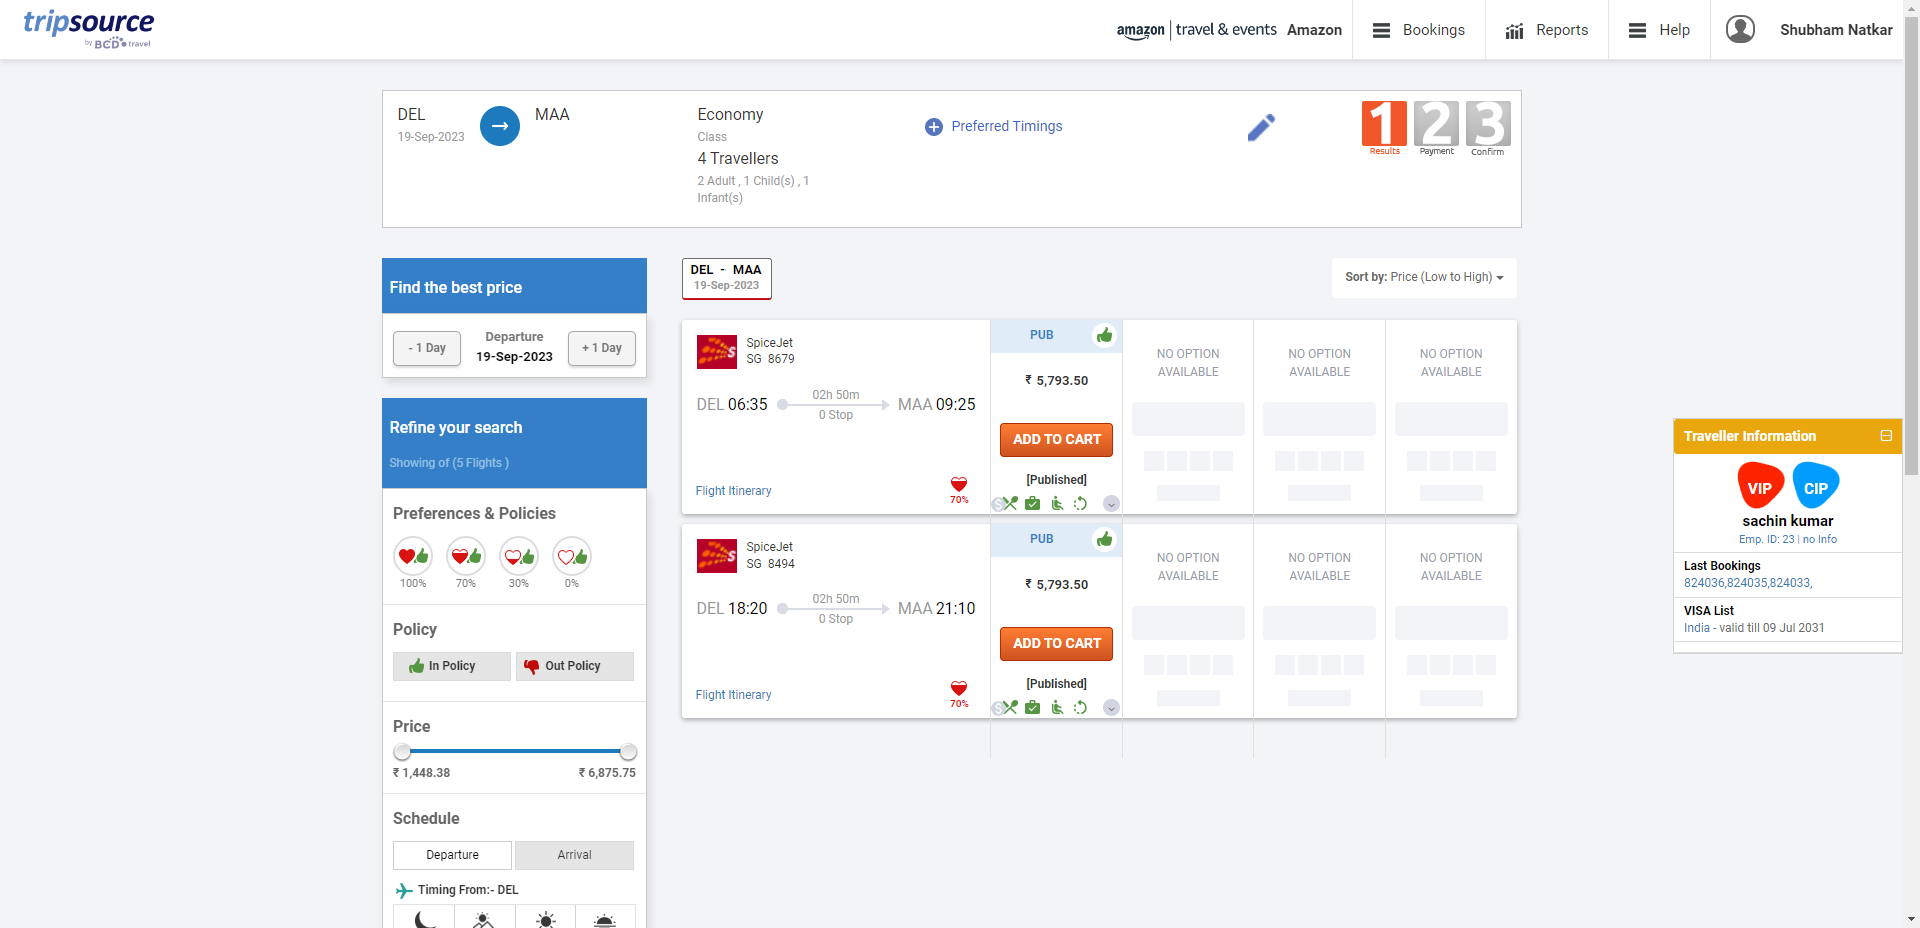 tripsource
by BCD travel
amazon | travel & events Amazon
Bookings
Reports
Help
Shubham Natkar
DEL
19-Sep-2023
MAA
Economy
Class
4 Travellers
2 Adult , 1 Child(s) , 1
Infant(s)
Preferred Timings
1 2 3
Results Payment Confirm
Find the best price
- 1 Day
Departure
19-Sep-2023
+ 1 Day
Refine your search
Showing of (5 Flights )
Preferences & Policies
100% 70% 30% 0%
Policy
In Policy
Out Policy
Price
₹ 1,448.38 ₹ 6,875.75
Schedule
Departure
Arrival
Timing From:- DEL
DEL - MAA
19-Sep-2023
Sort by: Price (Low to High)
SpiceJet
SG 8679
DEL 06:35
02h 50m
0 Stop
MAA 09:25
Flight Itinerary
70%
PUB
₹ 5,793.50
ADD TO CART
[Published]
NO OPTION
AVAILABLE
NO OPTION
AVAILABLE
NO OPTION
AVAILABLE
SpiceJet
SG 8494
DEL 18:20
02h 50m
0 Stop
MAA 21:10
Flight Itinerary
70%
PUB
₹ 5,793.50
ADD TO CART
[Published]
NO OPTION
AVAILABLE
NO OPTION
AVAILABLE
NO OPTION
AVAILABLE
Traveller Information
VIP CIP
sachin kumar
Emp. ID: 23 | no Info
Last Bookings
824036,824035,824033,
VISA List
India - valid till 09 Jul 2031